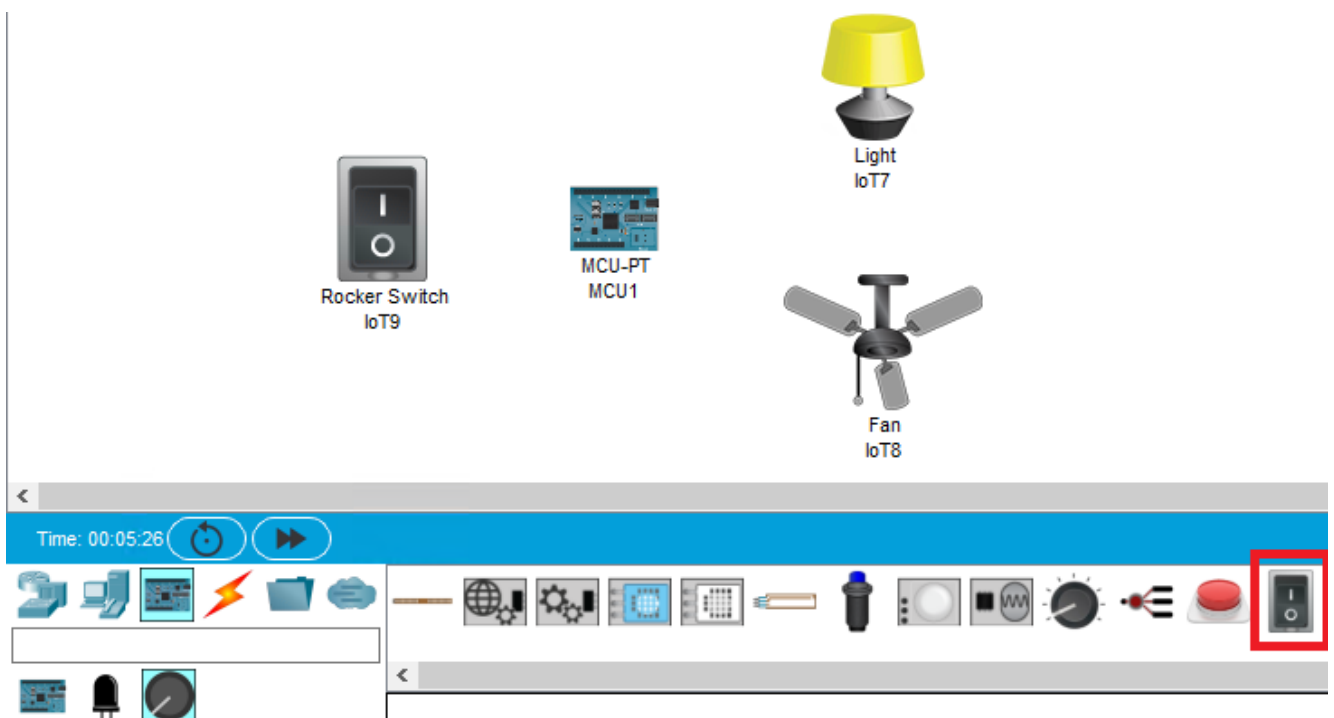 Light
IoT7
Rocker Switch
IoT9
MCU-PT
MCU1
Fan
IoT8
Time: 00:05:26